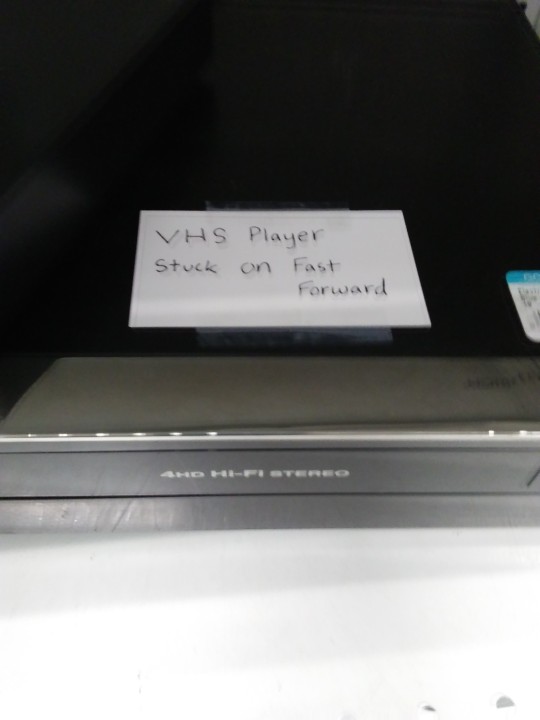 VHS Player
Stuck on Fast
Forward
4HD HI-FI STEREO